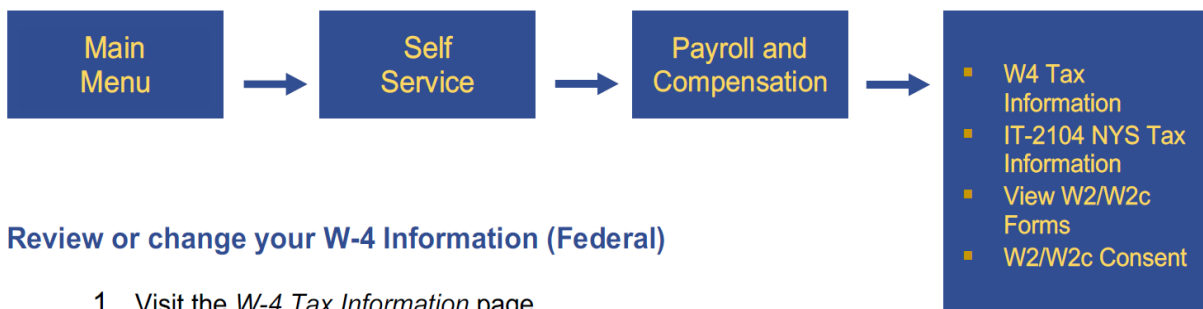 Main
Menu
Self
Service
Payroll and
Compensation
▪ W4 Tax
Information
▪ IT-2104 NYS Tax
Information
▪ View W2/W2c
Forms
▪ W2/W2c Consent
Review or change your W-4 Information (Federal)
1 Visit the W-4 Tax Information page